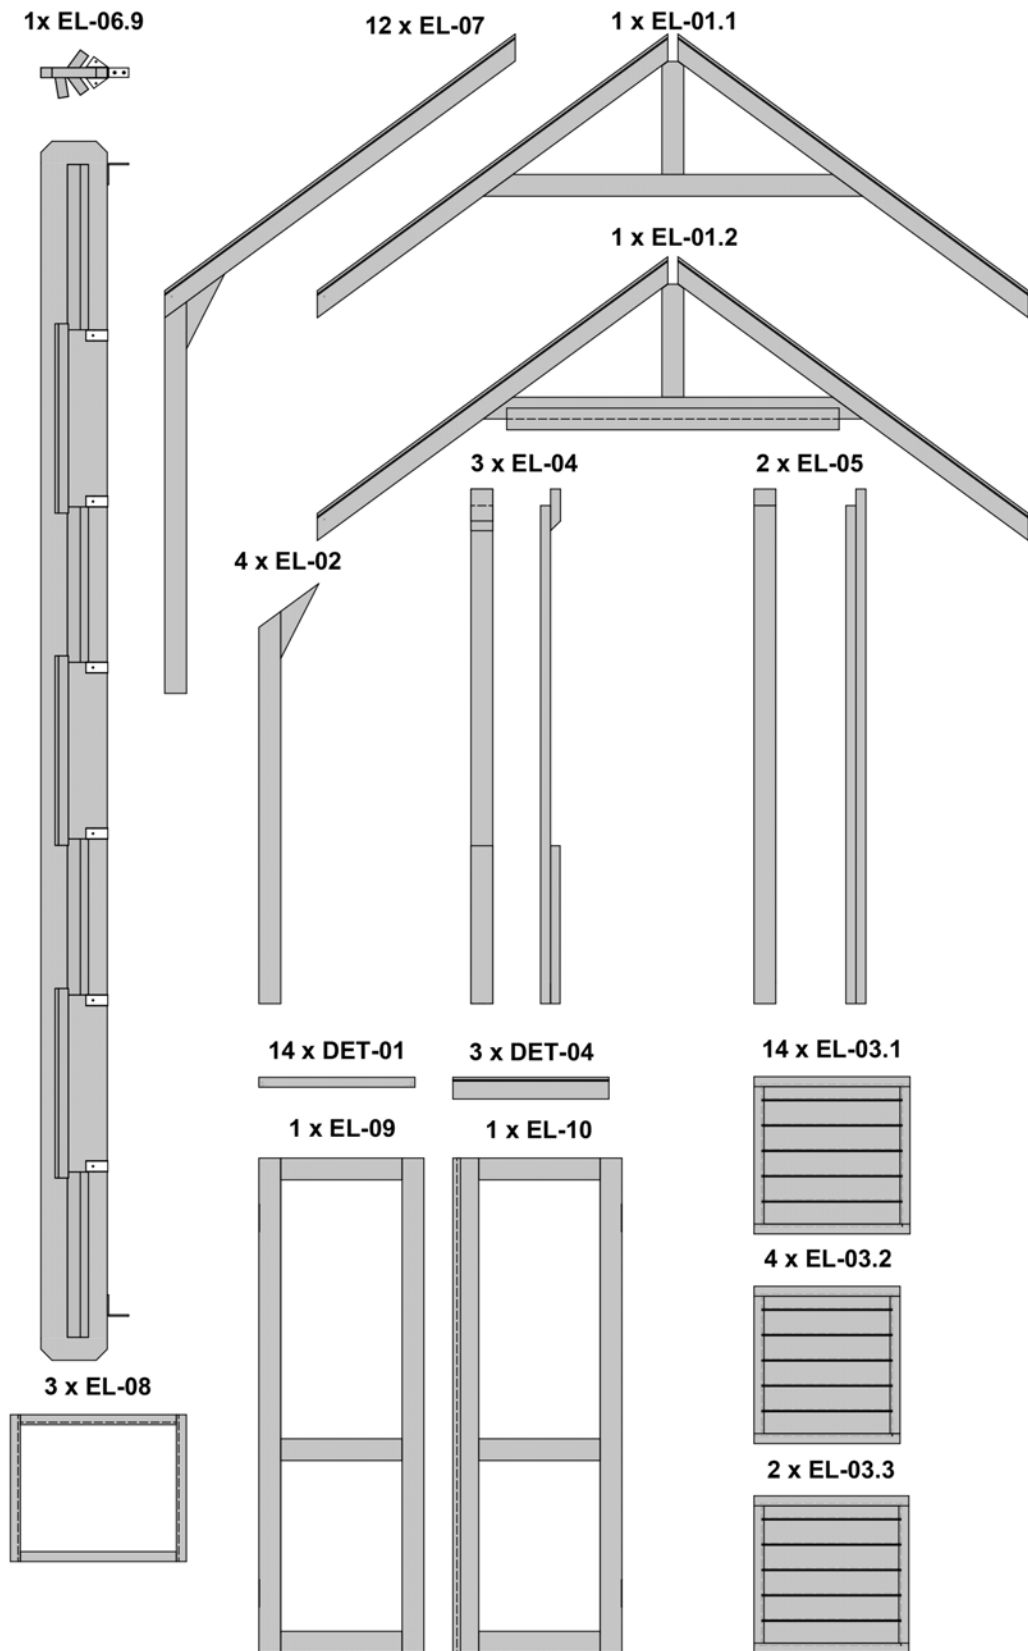 1x EL-06.9
12 x EL-07
1 x EL-01.1
1 x EL-01.2
3 x EL-04
2 x EL-05
4 x EL-02
14 x DET-01
3 x DET-04
14 x EL-03.1
1 x EL-09
1 x EL-10
4 x EL-03.2
3 x EL-08
2 x EL-03.3